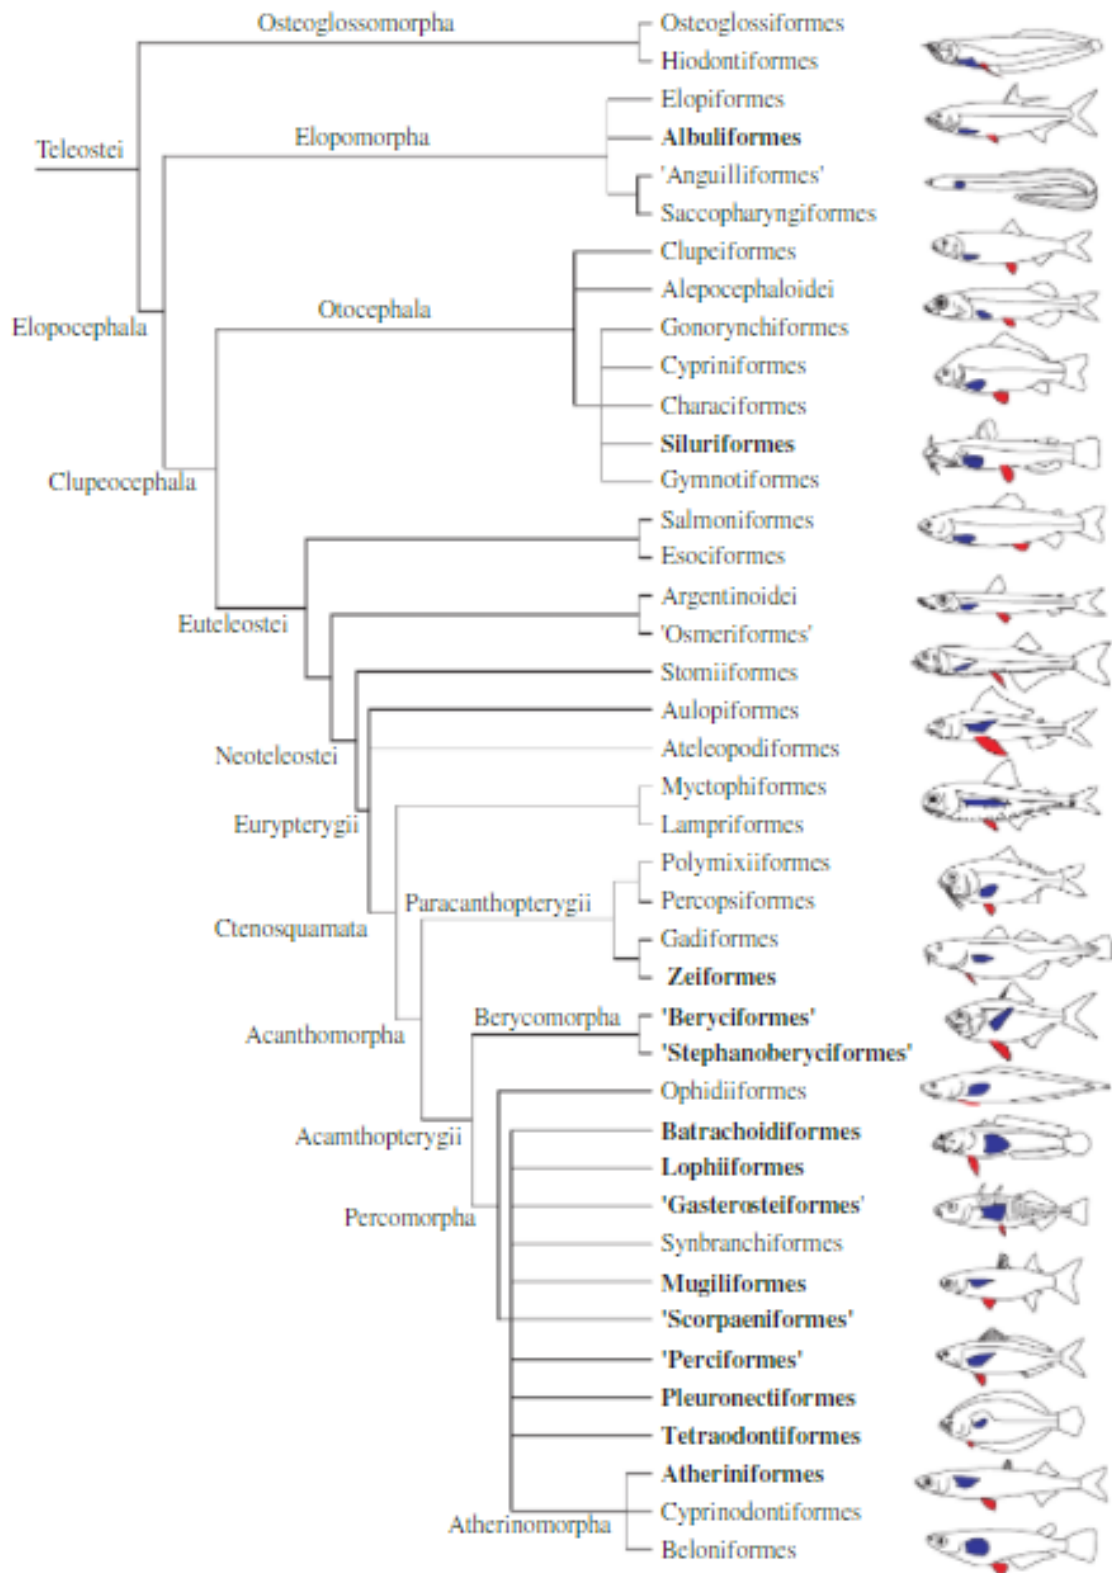 Osteoglossiformes
Osteoglossomorpha
Hiodontiformes
Elopiformes
Elopomorpha
Albuliformes
Teleostei
'Anguilliformes'
Saccopharyngiformes
Clupeiformes
Alepocephaloidei
Otocephala
Elopocephala
Gonorynchiformes
Cypriniformes
Characiformes
Siluriformes
Clupeocephala
Gymnotiformes
Salmoniformes
Esociformes
Argentinoidei
Euteleostei
'Osmeriformes'
Stomiiformes
Aulopiformes
Neoteleostei
Ateleopodiformes
Myctophiformes
Eurypterygii
Lampriformes
Polymixiiformes
Paracanthopterygii
Percopsiformes
Ctenosquamata
Gadiformes
Zeiformes
Berycomorpha
'Beryciformes'
Acanthomorpha
'Stephanoberyciformes'
Ophidiiformes
Acamthopterygii
Batrachoidiformes
Lophiiformes
Percomorpha
'Gasterosteiformes'
Synbranchiformes
Mugiliformes
'Scorpaeniformes'
'Perciformes'
Pleuronectiformes
Tetraodontiformes
Atheriniformes
Atherinomorpha
Cyprinodontiformes
Beloniformes